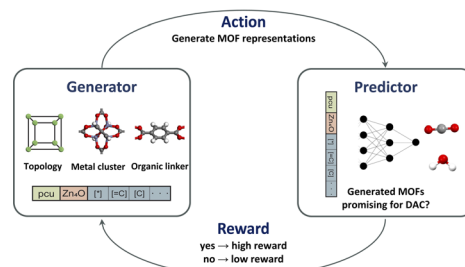 Action
Generate MOF representations
Generator
Topology
Metal cluster
Organic linker
pcu
Zn₄O
[*]
[=C]
[C]
. . .
Predictor
pcu
Zn₄O
[*]
[=C]
[C]
. . .
Generated MOFs
promising for DAC?
Reward
yes → high reward
no → low reward